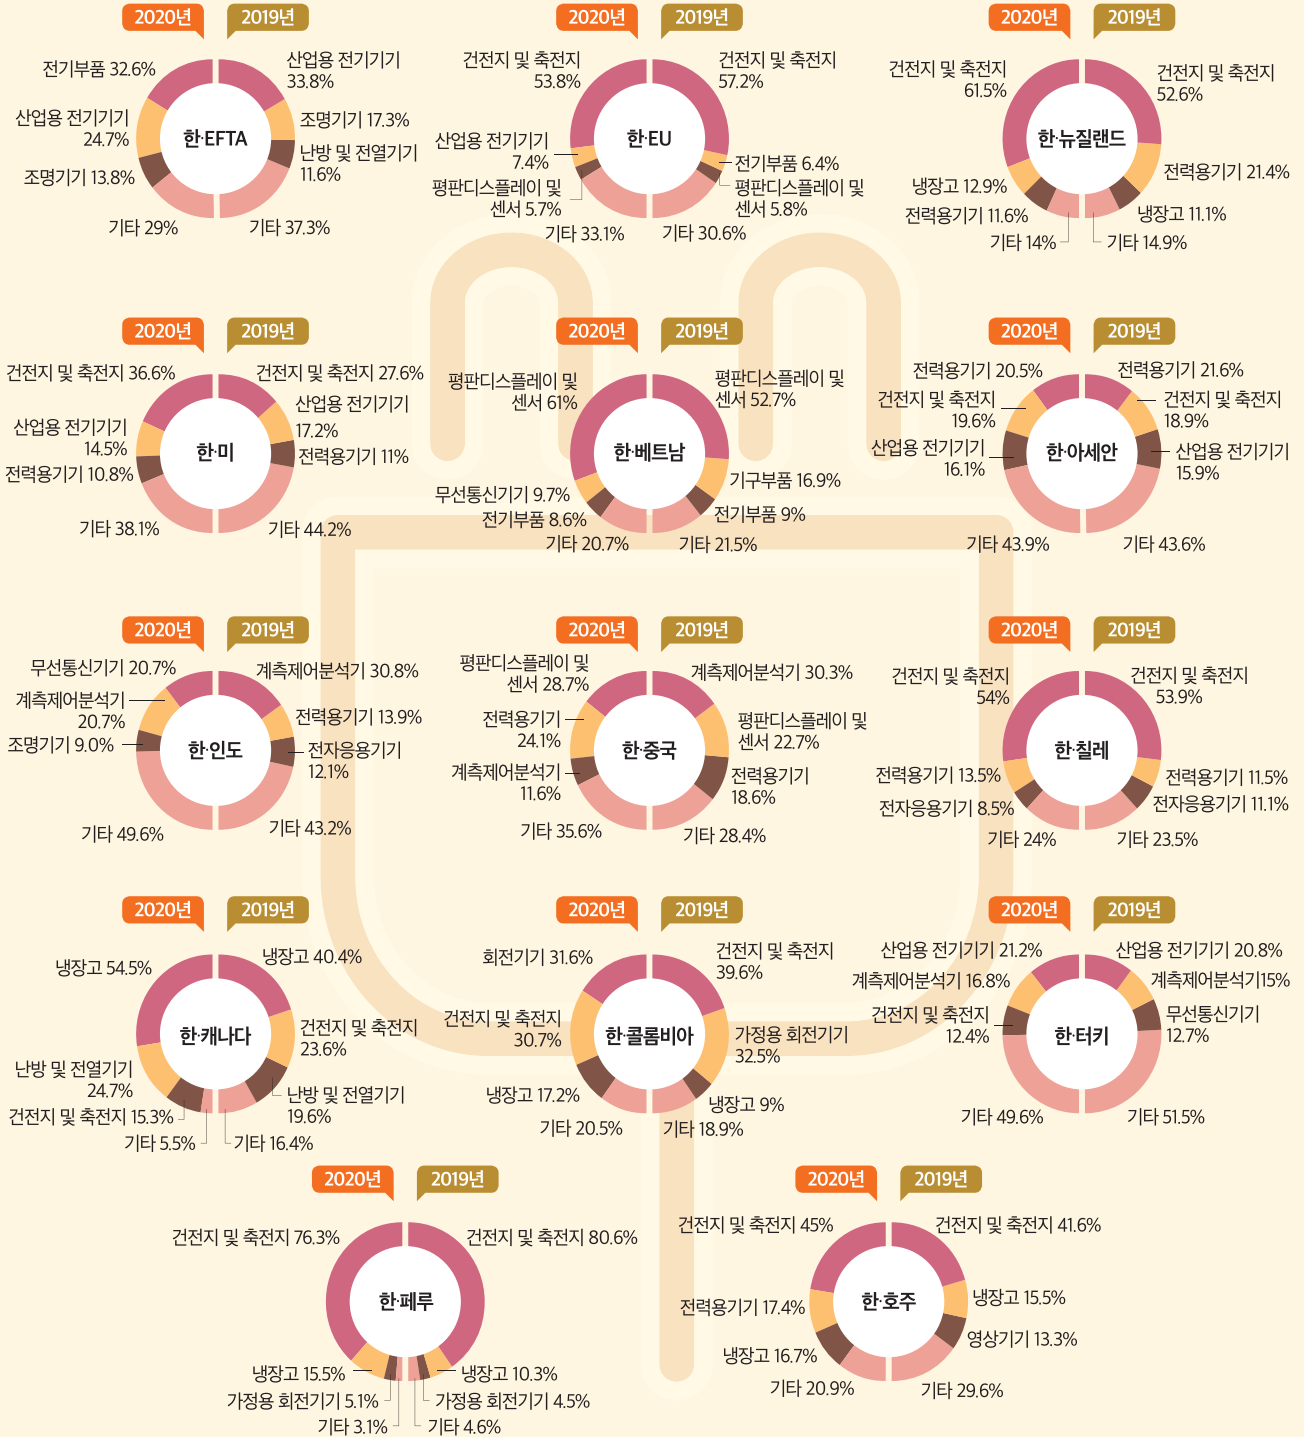 2020년 2019년
전기부품 32.6%
산업용 전기기기
33.8%
산업용 전기기기
24.7%
조명기기 17.3%
조명기기 13.8%
난방 및 전열기기
11.6%
한·EFTA
기타 29%
기타 37.3%
2020년 2019년
건전지 및 축전지
53.8%
건전지 및 축전지
57.2%
산업용 전기기기
7.4%
전기부품 6.4%
평판디스플레이 및
센서 5.7%
평판디스플레이 및
센서 5.8%
한·EU
기타 33.1%
기타 30.6%
2020년 2019년
건전지 및 축전지
61.5%
건전지 및 축전지
52.6%
냉장고 12.9%
전력용기기 21.4%
전력용기기 11.6%
냉장고 11.1%
한·뉴질랜드
기타 14%
기타 14.9%
2020년 2019년
건전지 및 축전지 36.6%
건전지 및 축전지 27.6%
산업용 전기기기
14.5%
산업용 전기기기
17.2%
전력용기기 10.8%
전력용기기 11%
한·미
기타 38.1%
기타 44.2%
2020년 2019년
평판디스플레이 및
센서 61%
평판디스플레이 및
센서 52.7%
무선통신기기 9.7%
기구부품 16.9%
전기부품 8.6%
전기부품 9%
한·베트남
기타 20.7%
기타 21.5%
2020년 2019년
전력용기기 20.5%
전력용기기 21.6%
건전지 및 축전지
19.6%
건전지 및 축전지
18.9%
산업용 전기기기
16.1%
산업용 전기기기
15.9%
한·아세안
기타 43.9%
기타 43.6%
2020년 2019년
무선통신기기 20.7%
계측제어분석기 30.8%
계측제어분석기
20.7%
전력용기기 13.9%
조명기기 9.0%
전자응용기기
12.1%
한·인도
기타 49.6%
기타 43.2%
2020년 2019년
평판디스플레이 및
센서 28.7%
계측제어분석기 30.3%
전력용기기
24.1%
평판디스플레이 및
센서 22.7%
계측제어분석기
11.6%
전력용기기
18.6%
한·중국
기타 35.6%
기타 28.4%
2020년 2019년
건전지 및 축전지
54%
건전지 및 축전지
53.9%
전력용기기 13.5%
전력용기기 11.5%
전자응용기기 8.5%
전자응용기기 11.1%
한·칠레
기타 24%
기타 23.5%
2020년 2019년
냉장고 54.5%
냉장고 40.4%
난방 및 전열기기
24.7%
건전지 및 축전지
23.6%
건전지 및 축전지 15.3%
난방 및 전열기기
19.6%
한·캐나다
기타 5.5%
기타 16.4%
2020년 2019년
회전기기 31.6%
건전지 및 축전지
39.6%
건전지 및 축전지
30.7%
가정용 회전기기
32.5%
냉장고 17.2%
냉장고 9%
한·콜롬비아
기타 20.5%
기타 18.9%
2020년 2019년
산업용 전기기기 21.2%
산업용 전기기기 20.8%
계측제어분석기 16.8%
계측제어분석기15%
건전지 및 축전지
12.4%
무선통신기기
12.7%
한·터키
기타 49.6%
기타 51.5%
2020년 2019년
건전지 및 축전지 76.3%
건전지 및 축전지 80.6%
한·페루
냉장고 15.5%
냉장고 10.3%
가정용 회전기기 5.1%
가정용 회전기기 4.5%
기타 3.1%
기타 4.6%
2020년 2019년
건전지 및 축전지 45%
건전지 및 축전지 41.6%
전력용기기 17.4%
냉장고 15.5%
냉장고 16.7%
영상기기 13.3%
한·호주
기타 20.9%
기타 29.6%